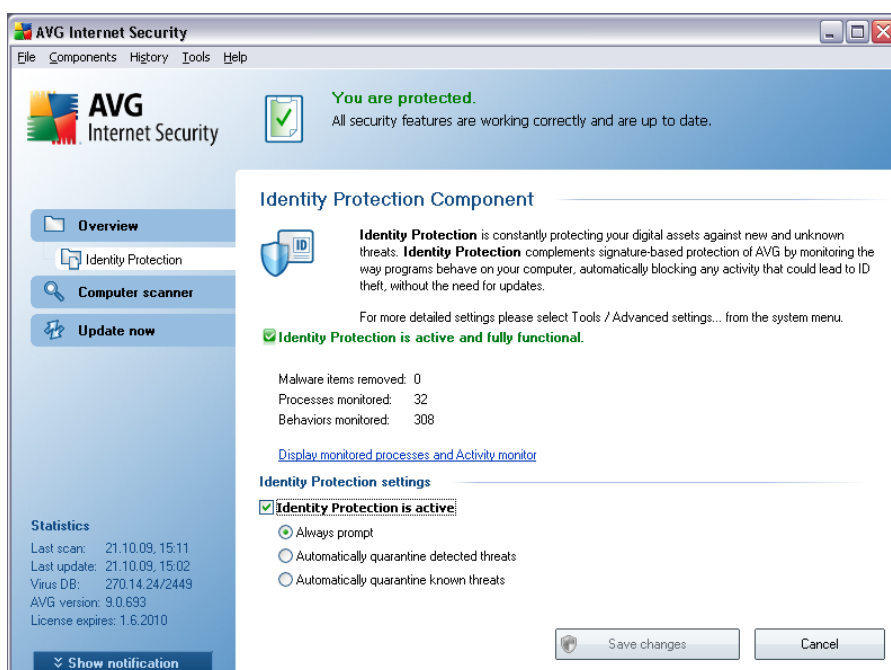 AVG Internet Security
File Components History Tools Help
AVG
Internet Security
You are protected.
All security features are working correctly and are up to date.
Overview
Identity Protection
Computer scanner
Update now
Identity Protection Component
ID
Identity Protection is constantly protecting your digital assets against new and unknown
threats. Identity Protection complements signature-based protection of AVG by monitoring the
way programs behave on your computer, automatically blocking any activity that could lead to ID
theft, without the need for updates.
For more detailed settings please select Tools / Advanced settings... from the system menu.
Identity Protection is active and fully functional.
Malware items removed: 0
Processes monitored: 32
Behaviors monitored: 308
Display monitored processes and Activity monitor
Identity Protection settings
Identity Protection is active
Always prompt
Automatically quarantine detected threats
Automatically quarantine known threats
Statistics
Last scan: 21.10.09, 15:11
Last update: 21.10.09, 15:02
Virus DB: 270.14.24/2449
AVG version: 9.0.693
License expires: 1.6.2010
Show notification
Save changes
Cancel